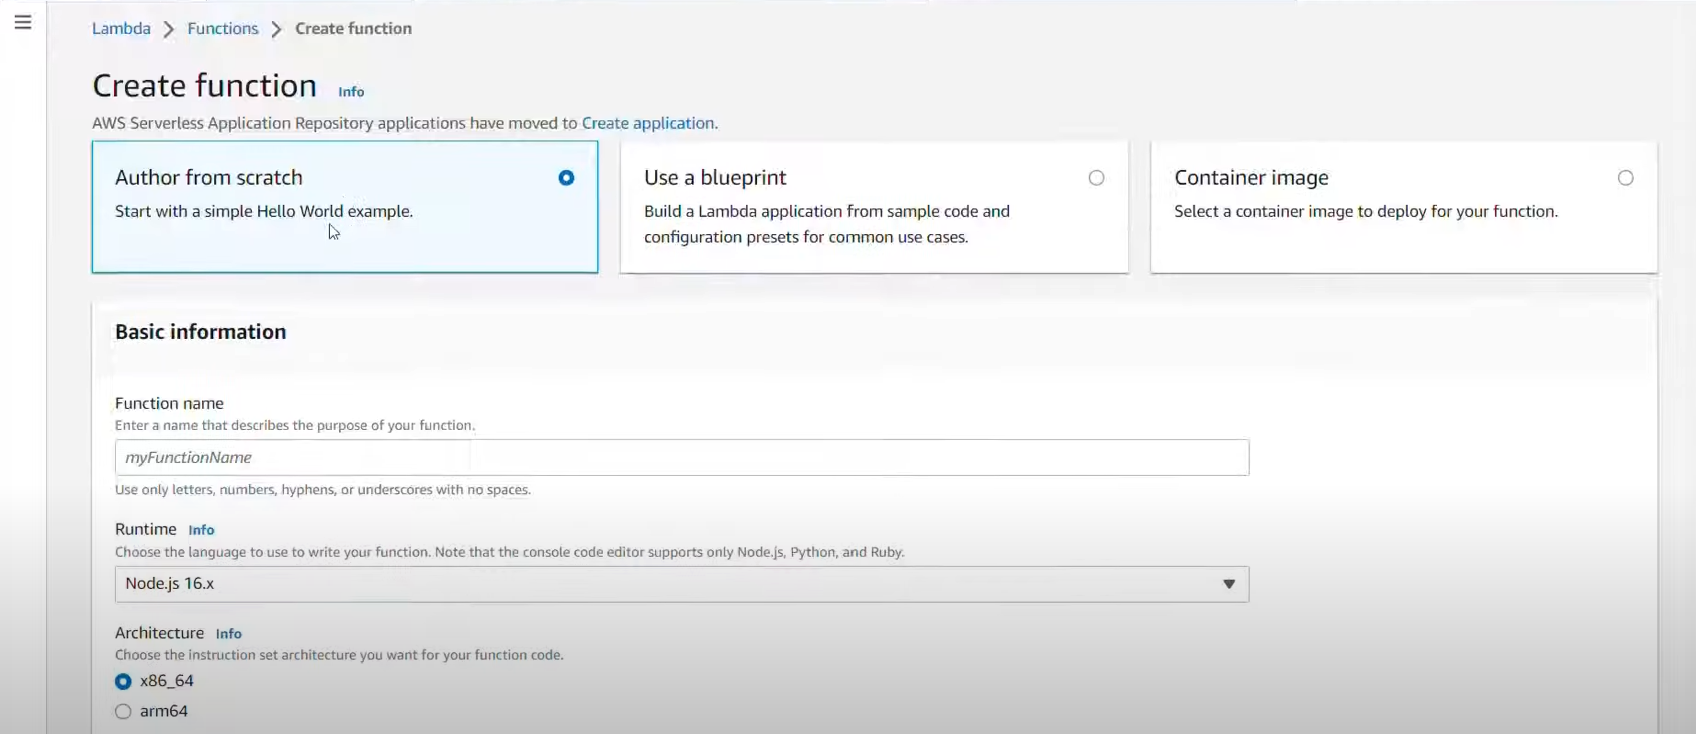 Lambda > Functions > Create function
Create function Info
AWS Serverless Application Repository applications have moved to Create application.
Author from scratch
Start with a simple Hello World example.
Use a blueprint
Build a Lambda application from sample code and
configuration presets for common use cases.
Container image
Select a container image to deploy for your function.
Basic information
Function name
Enter a name that describes the purpose of your function.
myFunctionName
Use only letters, numbers, hyphens, or underscores with no spaces.
Runtime Info
Choose the language to use to write your function. Note that the console code editor supports only Node.js, Python, and Ruby.
Node.js 16.x
Architecture Info
Choose the instruction set architecture you want for your function code.
x86_64
arm64